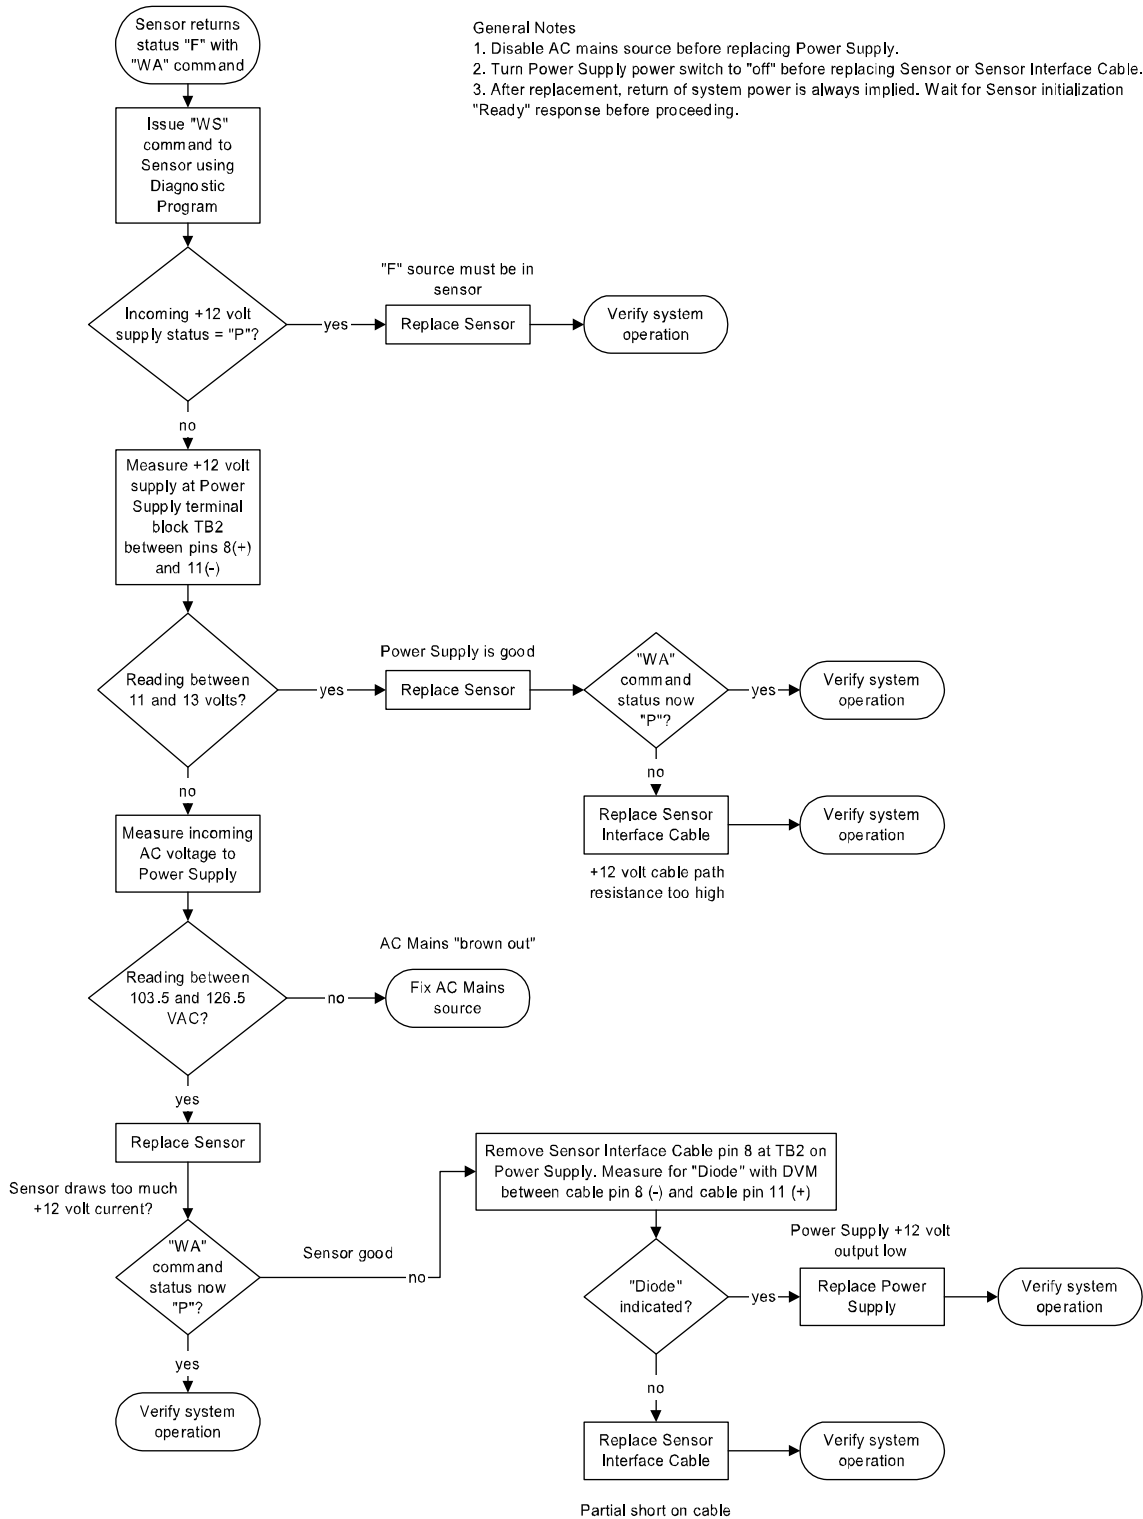 Sensor returns
status "F" with
"WA" command
General Notes
1. Disable AC mains source before replacing Power Supply.
2. Turn Power Supply power switch to "off" before replacing Sensor or Sensor Interface Cable.
3. After replacement, return of system power is always implied. Wait for Sensor initialization
"Ready" response before proceeding.
Issue "WS"
command to
Sensor using
Diagnostic
Program
Incoming +12 volt
supply status = "P"?
yes
"F" source must be in
sensor
Replace Sensor
Verify system
operation
no
Measure +12 volt
supply at Power
Supply terminal
block TB2
between pins 8(+)
and 11(-)
Reading between
11 and 13 volts?
yes
Power Supply is good
Replace Sensor
"WA"
command
status now
"P"?
yes
Verify system
operation
no
Replace Sensor
Interface Cable
Verify system
operation
+12 volt cable path
resistance too high
no
Measure incoming
AC voltage to
Power Supply
Reading between
103.5 and 126.5
VAC?
no
AC Mains "brown out"
Fix AC Mains
source
yes
Replace Sensor
Sensor draws too much
+12 volt current?
"WA"
command
status now
"P"?
Sensor good
no
Remove Sensor Interface Cable pin 8 at TB2 on
Power Supply. Measure for "Diode" with DVM
between cable pin 8 (-) and cable pin 11 (+)
"Diode"
indicated?
yes
Power Supply +12 volt
output low
Replace Power
Supply
Verify system
operation
yes
Verify system
operation
no
Replace Sensor
Interface Cable
Verify system
operation
Partial short on cable